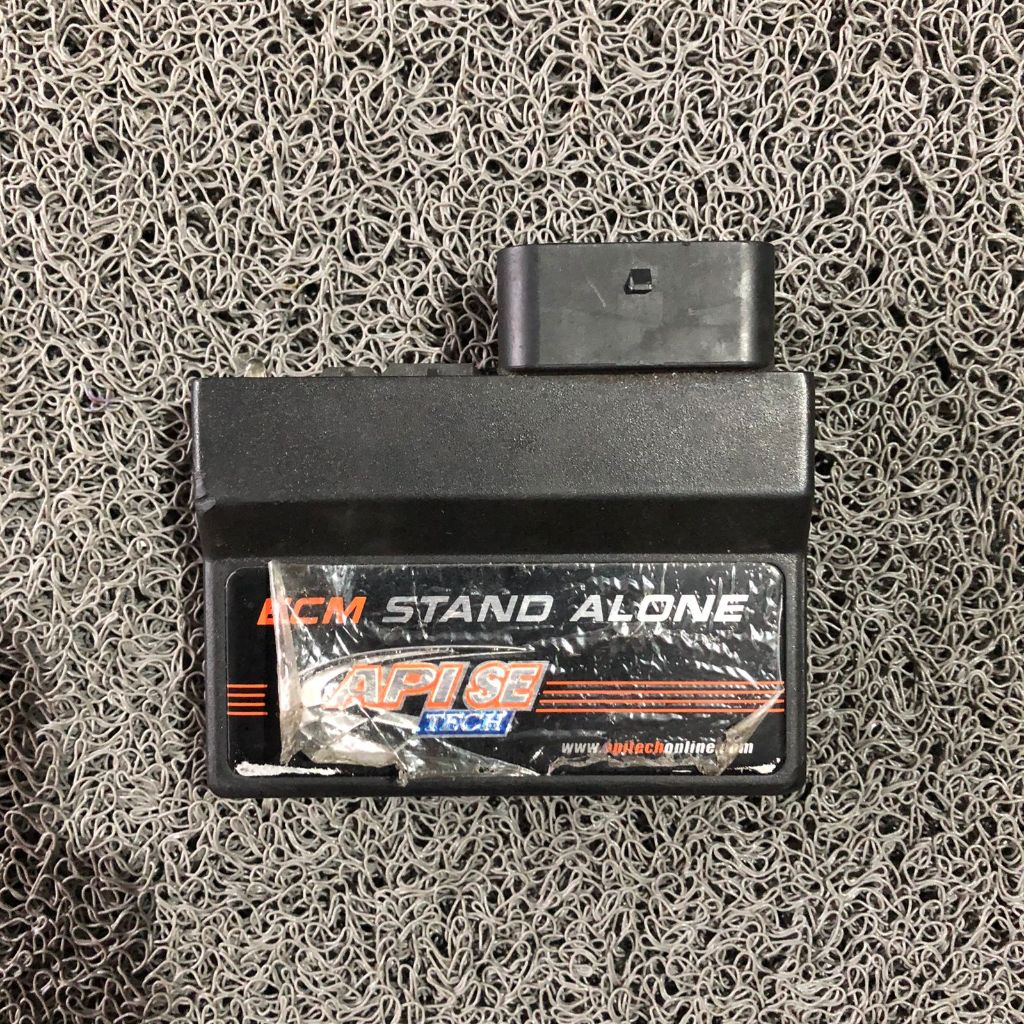 ECM STAND ALONE
API SE
TECH
www.apitechonline.com